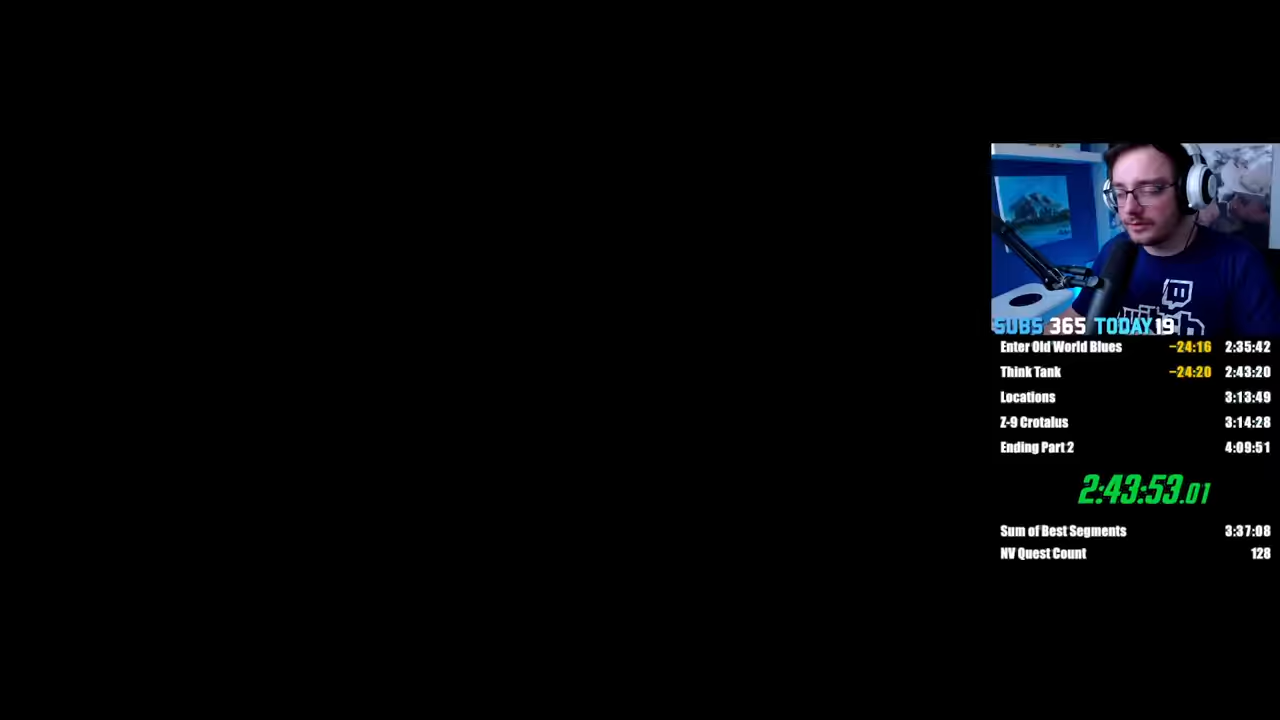 SUBS 365 TODAY 19
Enter Old World Blues -24:16 2:35:42
Think Tank -24:20 2:43:20
Locations 3:13:49
Z-9 Crotalus 3:14:28
Ending Part 2 4:09:51
2:43:53.01
Sum of Best Segments 3:37:08
NV Quest Count 128